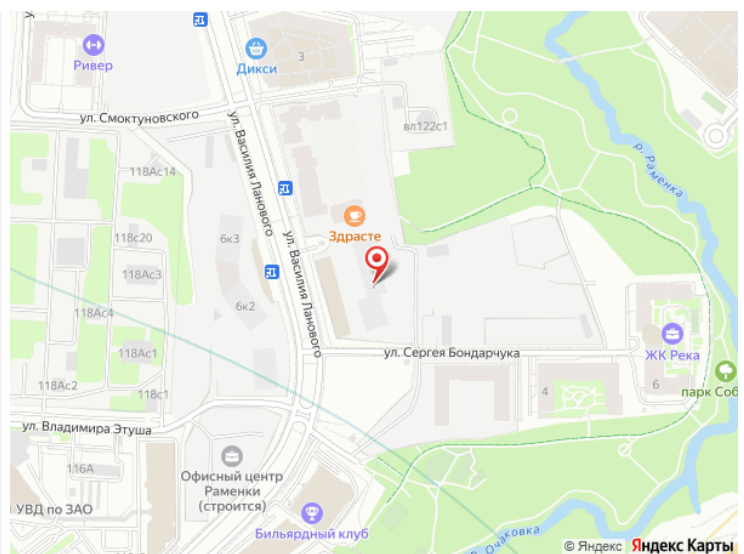 Ривер
Дикси
3
ул. Смоктуновского
вл122с1
118Ас14
ул. Василия Ланового
р. Раменка
118с20
6к3
Здрасте
118Ас3
6к2
ул. Василия Ланового
118Ас4
118Ас1
ул. Сергея Бондарчука
ЖК Река
118Ас2
118с1
4
6
парк Соб
ул. Владимира Этуша
116А
Офисный центр
Раменки
(строится)
УВД по ЗАО
Бильярдный клуб
Очаковка
© Яндекс Яндекс Карты